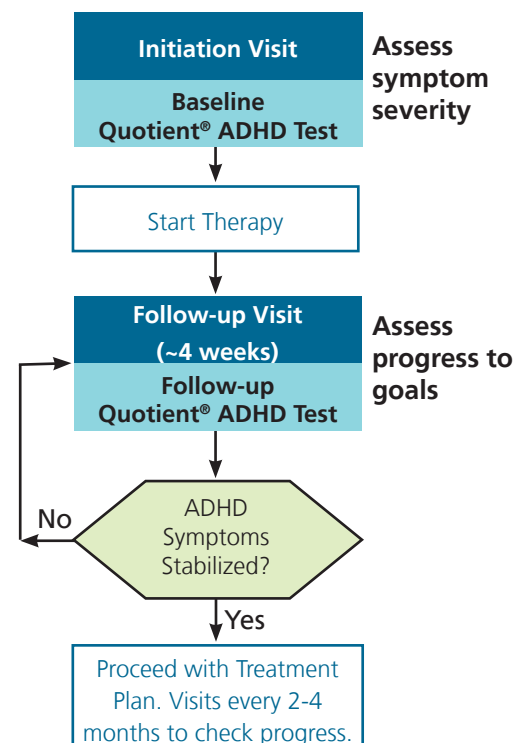 Initiation Visit
Assess
symptom
severity
Baseline
Quotient® ADHD Test
Start Therapy
Follow-up Visit
(~4 weeks)
Assess
progress to
goals
Follow-up
Quotient® ADHD Test
ADHD
Symptoms
Stabilized?
No
Yes
Proceed with Treatment
Plan. Visits every 2-4
months to check progress.